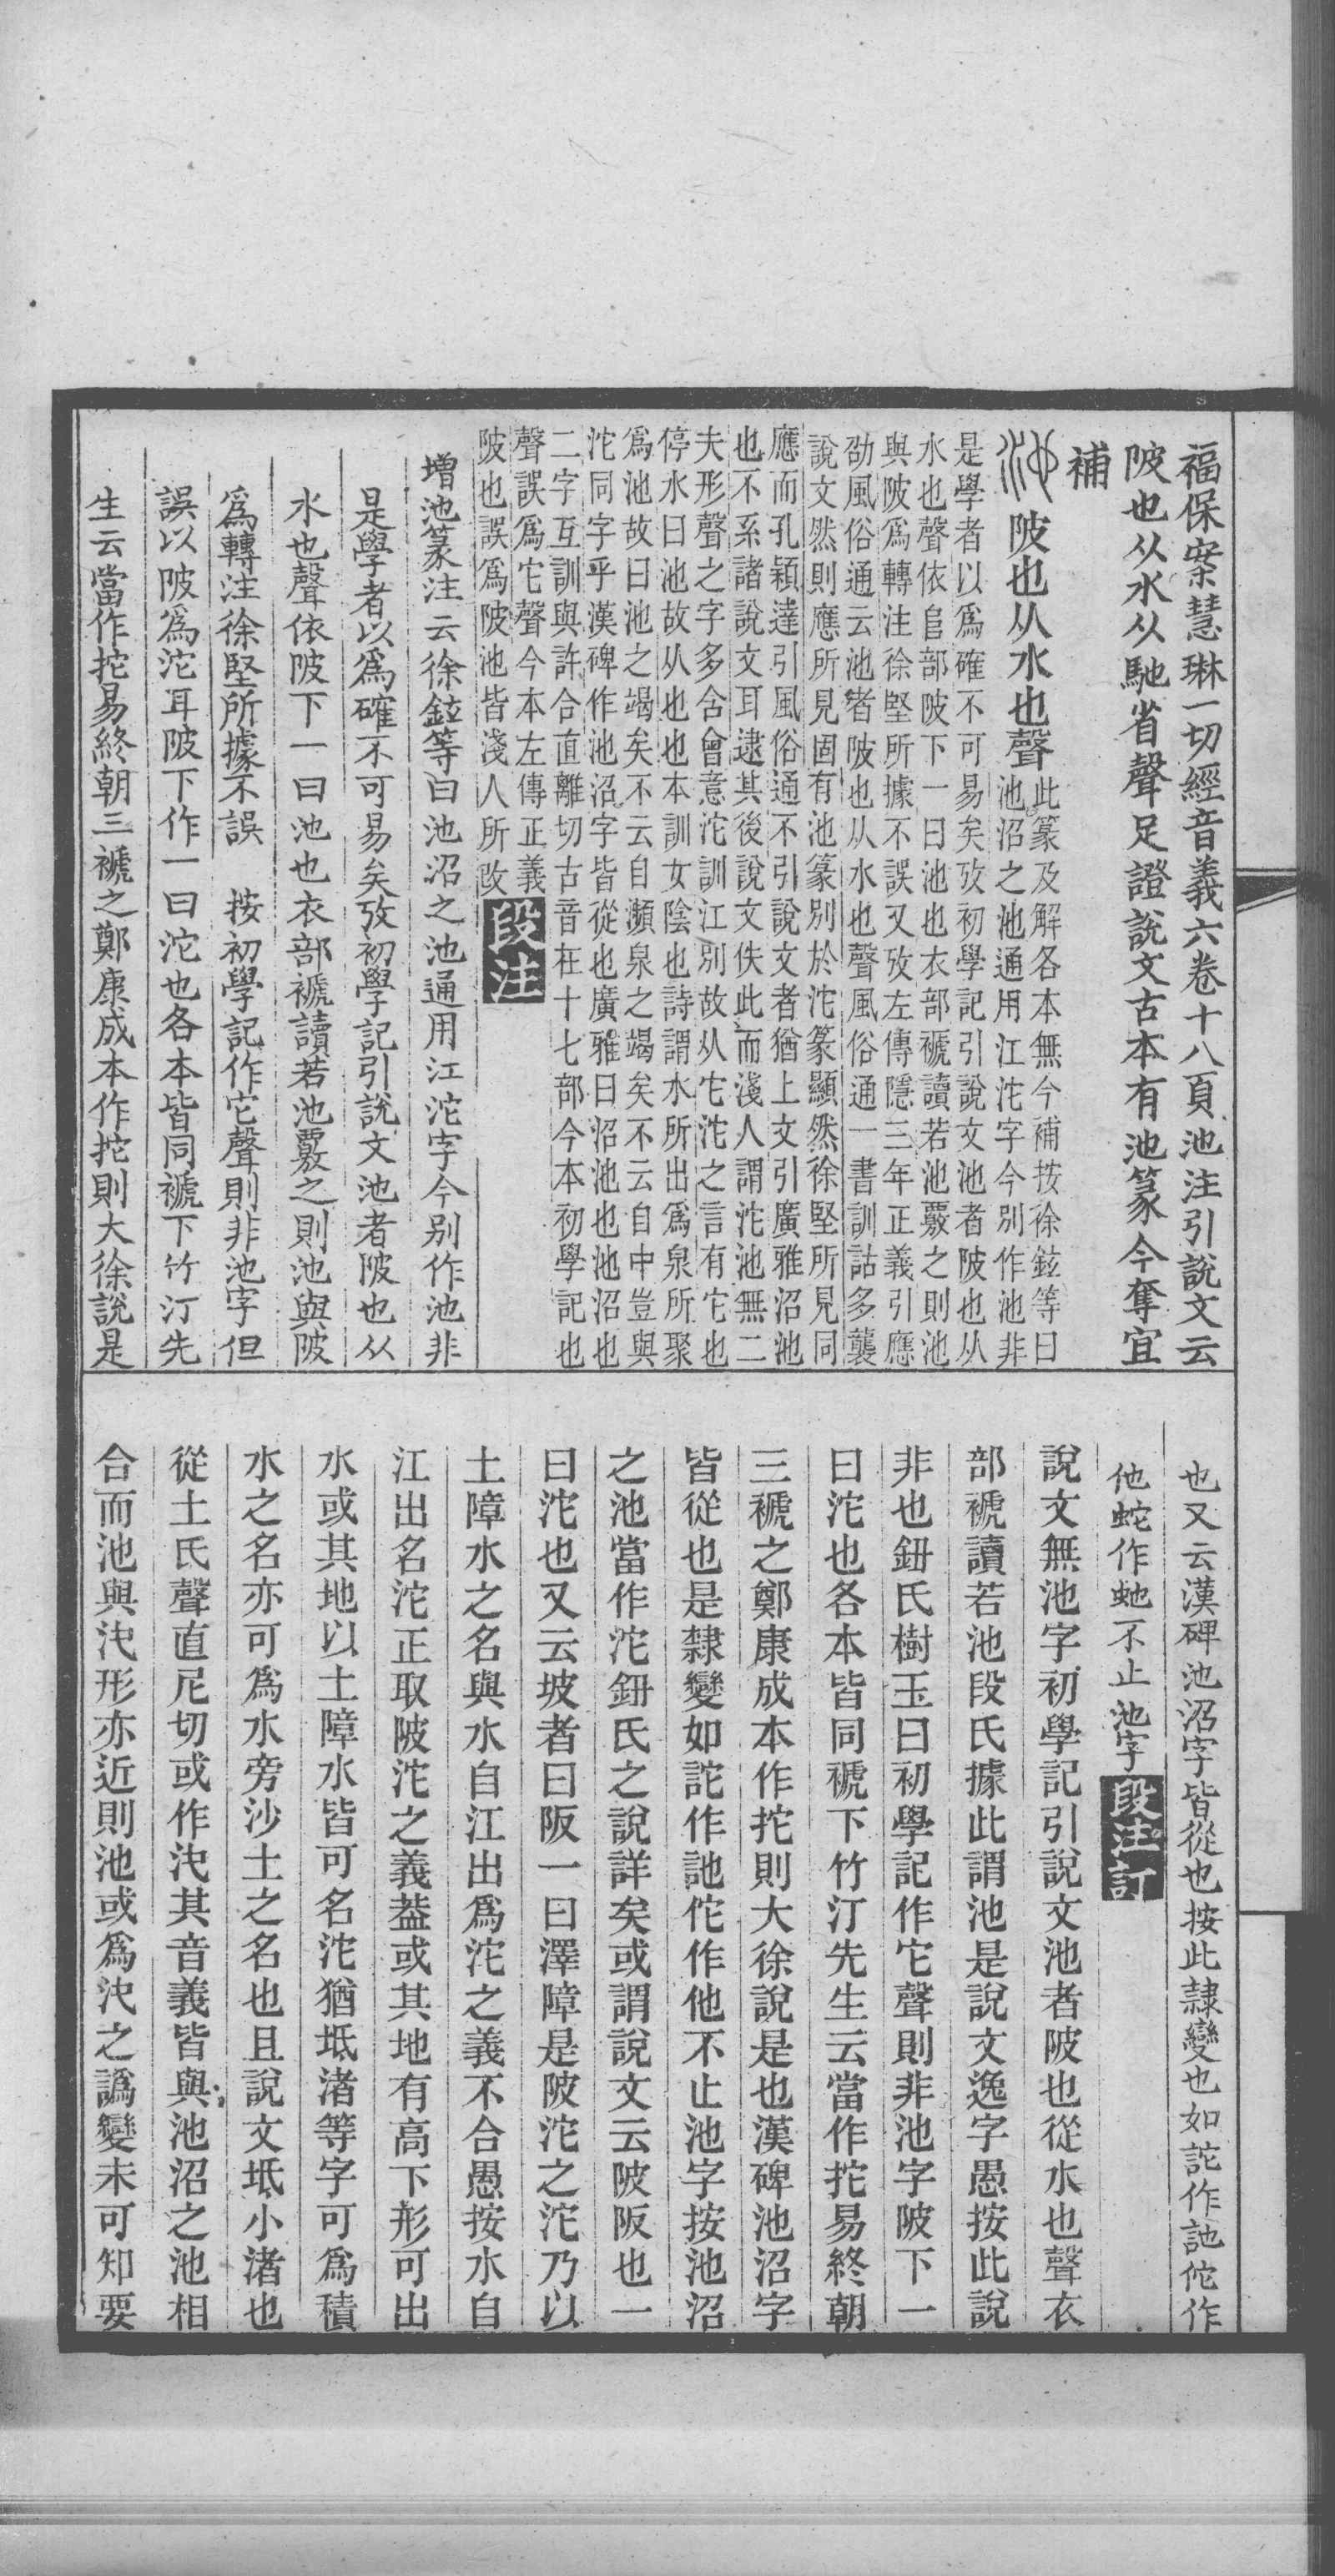 福保案慧琳一切經音義六卷十八頁池注引說文云
陂也从水从馳省聲足證說文古本有池篆今奪宜
補
陂也从水也聲
此篆及解各本無今補按徐鉉等曰
池沼之池通用江沱字今別作池非
是學者以爲確不可易矣攷初學記引說文池者陂也从
水也聲依𨸏部陂下一曰池也衣部褫讀若池覈之則池
與陂爲轉注徐堅所據不誤又攷左傳隱三年正義引應
劭風俗通云池者陂也从水也聲風俗通一書訓詁多襲
說文然則應所見固有池篆別於沱篆顯然徐堅所見同
應而孔穎達引風俗通不引說文者猶上文引廣雅沼池
也不系諸說文耳逮其後說文佚此而淺人謂沱池無二
夫形聲之字多含會意沱訓江別故从它沱之言有它也
停水曰池故从也也本訓女陰也詩謂水所出爲泉所聚
爲池故曰池之竭矣不云自瀕泉之竭矣不云自中豈與
沱同字乎漢碑作池沼字皆從也廣雅曰沼池也池沼也
二字互訓與許合直離切古音在十七部今本初學記也
聲誤爲它聲今本左傳正義
陂也誤爲陂池皆淺人所改段注
增池篆注云徐鉉等曰池沼之池通用江沱字今别作池非
是學者以爲確不可易矣攷初學記引說文池者陂也从
水也聲依陂下一曰池也衣部褫讀若池覈之則池與陂
爲轉注徐堅所據不誤　按初學記作它聲則非池字但
誤以陂爲沱耳陂下作一曰沱也各本皆同褫下竹汀先
生云當作拕易終朝三褫之鄭康成本作拕則大徐說是
也又云漢碑池沼字皆從也按此隸變也如詑作訑佗作
他蛇作虵不止池字段注訂
說文無池字初學記引說文池者陂也從水也聲衣
部褫讀若池段氏據此謂池是說文逸字愚按此說
非也鈕氏樹玉曰初學記作它聲則非池字陂下一
曰沱也各本皆同褫下竹汀先生云當作拕易終朝
三褫之鄭康成本作拕則大徐說是也漢碑池沼字
皆從也是隸變如詑作訑佗作他不止池字按池沼
之池當作沱鈕氏之說詳矣或謂說文云陂阪也一
曰沱也又云坡者曰阪一曰澤障是陂沱之沱乃以
土障水之名與水自江出爲沱之義不合愚按水自
江出名沱正取陂沱之義葢或其地有高下形可出
水或其地以土障水皆可名沱猶坻渚等字可爲積
水之名亦可爲水旁沙土之名也且說文坻小渚也
從土氏聲直尼切或作汦其音義皆與池沼之池相
合而池與汦形亦近則池或爲汦之譌變未可知要